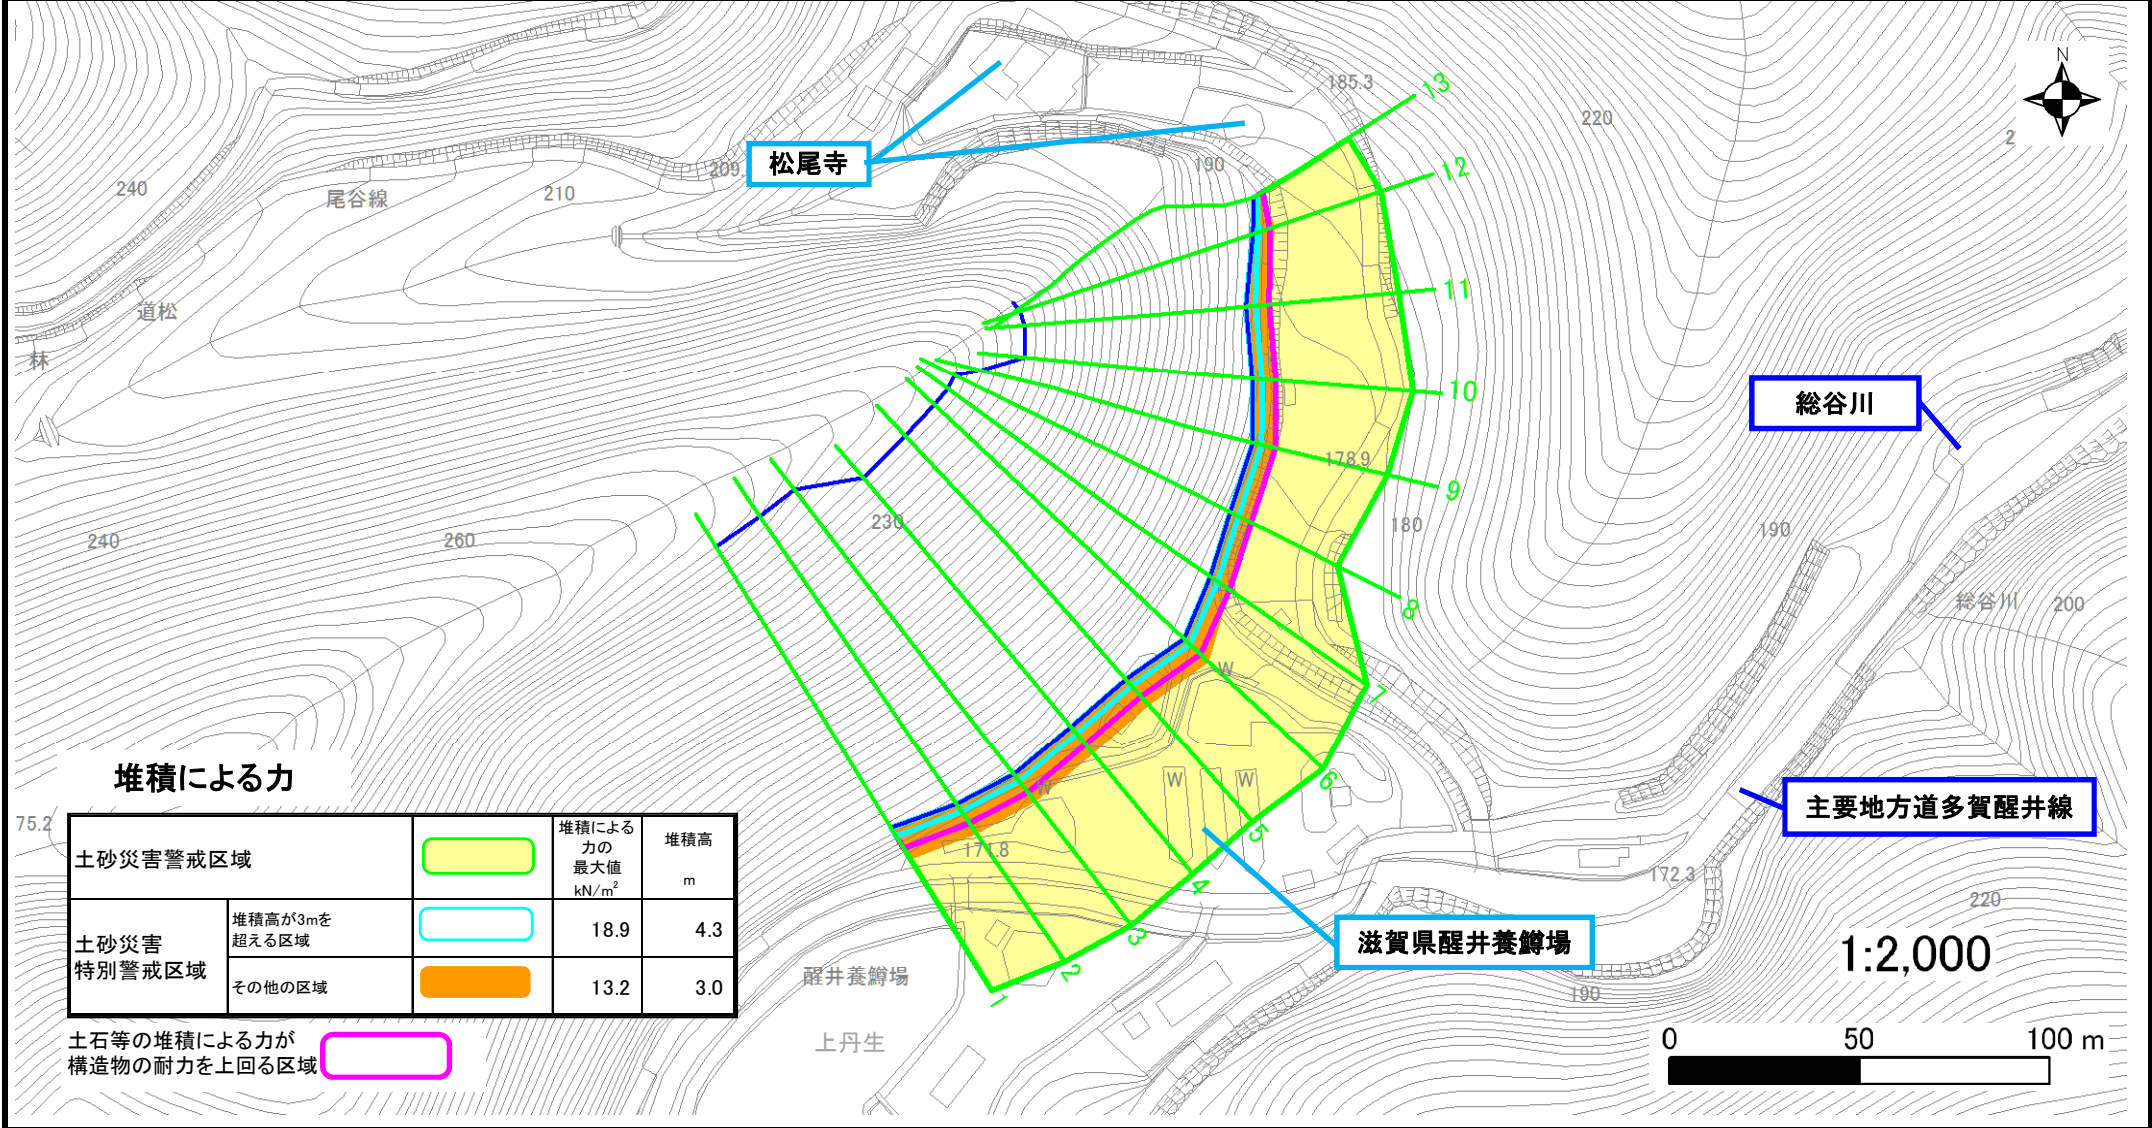 N
185.3
13
220
2
松尾寺
190
12
209.
240
尾谷線
210
11
道松
林
10
総谷川
178.9
9
180
230
240
260
190
8
総谷川
200
W
7
W
W
6
W
主要地方道多賀醒井線
5
171.8
4
172.3
220
3
滋賀県醒井養鱒場
2
1
醒井養鱒場
190
上丹生
1:2,000
0 50 100 m
75.2
堆積による力
土砂災害警戒区域
堆積による
力の
最大値
kN/m²
堆積高
m
土砂災害
特別警戒区域
堆積高が3mを
超える区域
18.9
4.3
その他の区域
13.2
3.0
土石等の堆積による力が
構造物の耐力を上回る区域